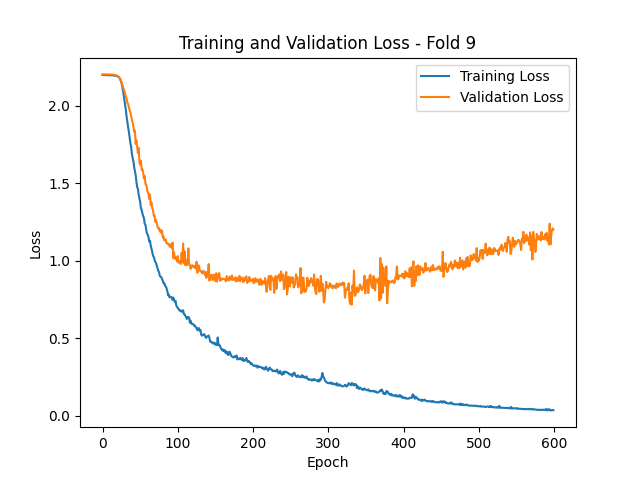 Training and Validation Loss - Fold 9
Training Loss
Validation Loss
2.0
1.5
1.0
0.5
0.0
Loss
0 100 200 300 400 500 600
Epoch